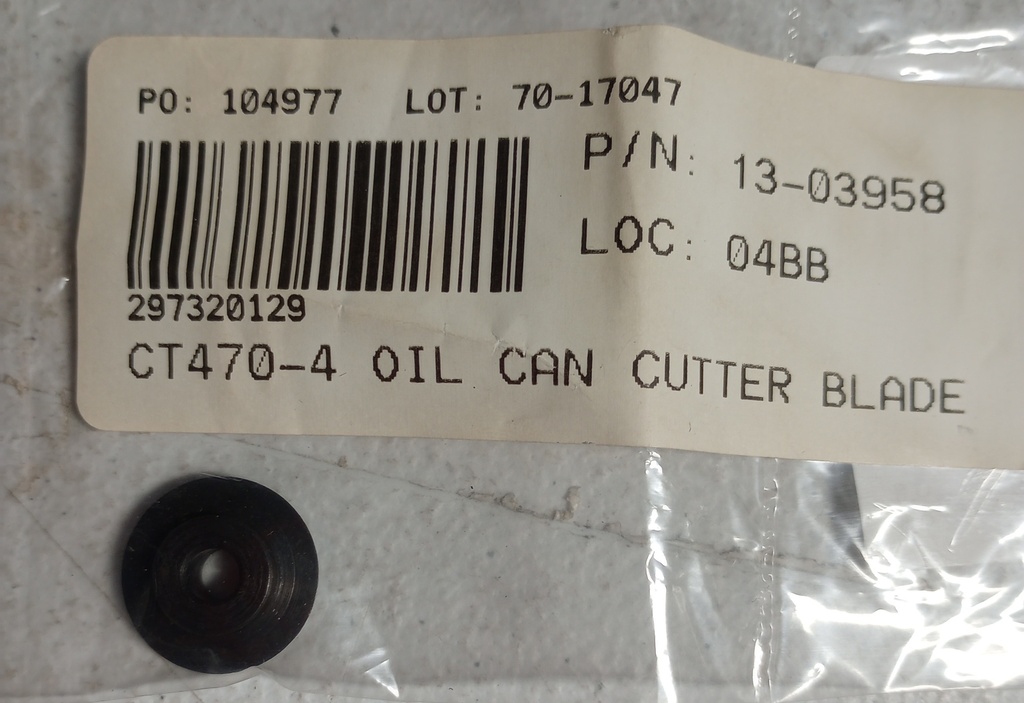 PO: 104977 LOT: 70-17047
P/N: 13-03958
LOC: 04BB
297320129
CT470-4 OIL CAN CUTTER BLADE